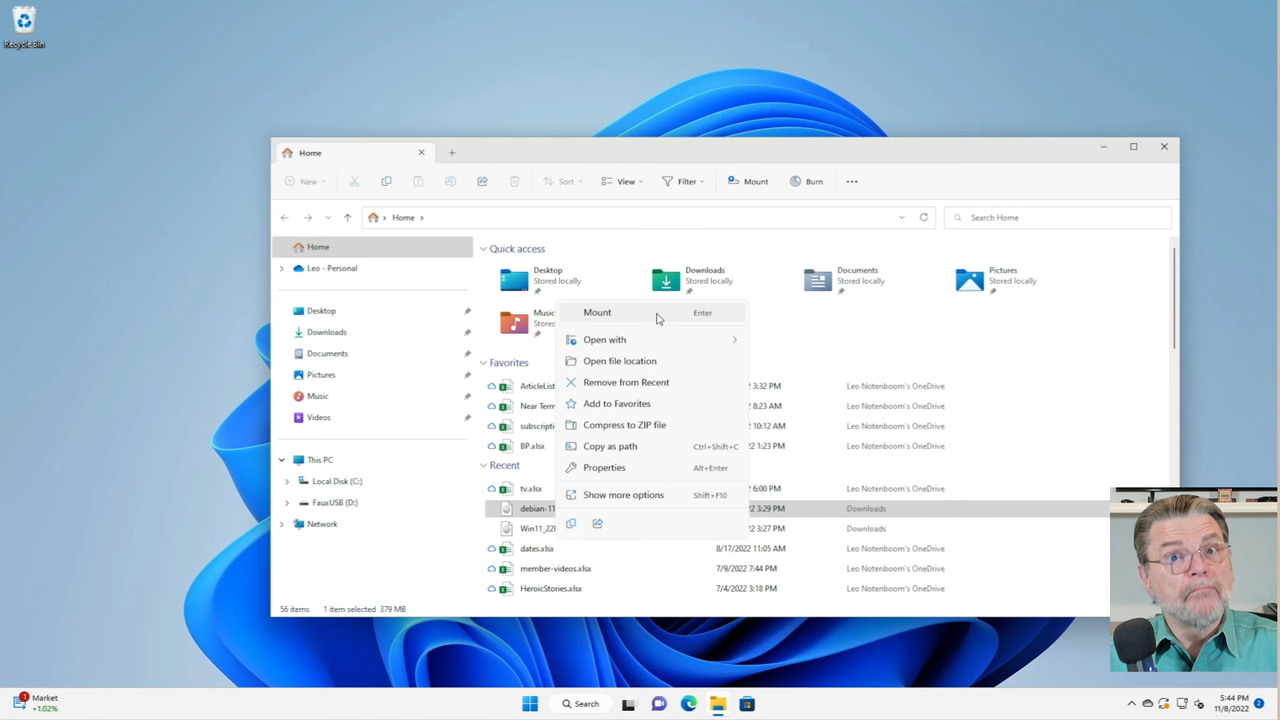 Recycle Bin
Home
New
Sort
View
Filter
Mount
Burn
Home
Search Home
Home
Leo - Personal
Desktop
Downloads
Documents
Pictures
Music
Videos
This PC
Local Disk (C:)
FauxUSB (D:)
Network
Quick access
Desktop
Stored locally
Downloads
Stored locally
Documents
Stored locally
Pictures
Stored locally
Music
Favorites
3:32 PM Leo Notenboom's OneDrive
Near Term 8:23 AM Leo Notenboom's OneDrive
10:12 AM Leo Notenboom's OneDrive
BP.xlsx 1:23 PM Leo Notenboom's OneDrive
Recent
tv.xlsx 6:00 PM Leo Notenboom's OneDrive
debian-11 3:29 PM Downloads
3:27 PM Downloads
dates.xlsx 8/17/2022 11:05 AM Leo Notenboom's OneDrive
member-videos.xlsx 7/9/2022 7:44 PM Leo Notenboom's OneDrive
HeroicStories.xlsx 7/4/2022 3:18 PM Leo Notenboom's OneDrive
Mount Enter
Open with
Open file location
Remove from Recent
Add to Favorites
Compress to ZIP file
Copy as path Ctrl+Shift+C
Properties Alt+Enter
Show more options Shift+F10
56 items 1 item selected 379 MB
1
Market
+1.02%
Search
5:44 PM
11/8/2022
2